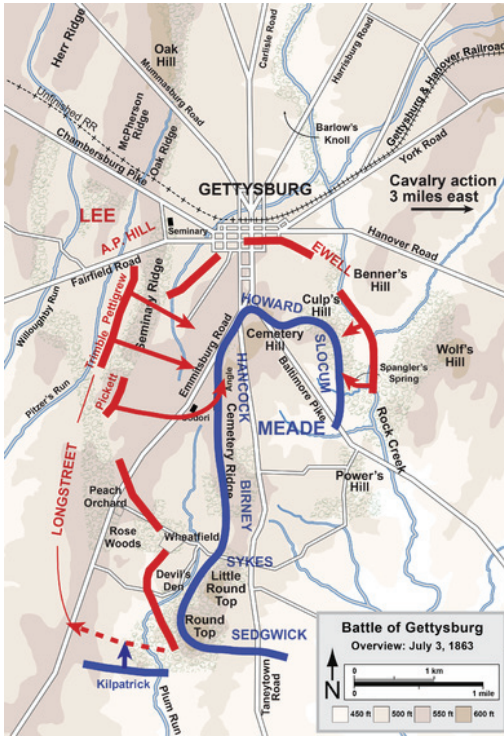 Herr Ridge
Oak
Hill
Mummasburg Road
Carlisle Road
Harrisburg Road
Gettysburg & Hanover Railroad
Unfinished RR
McPherson
Ridge
Oak Ridge
Chambersburg Pike
Barlow's
Knoll
York Road
GETTYSBURG
Cavalry action
3 miles east
LEE
A.P. HILL
Seminary
EWELL
Hanover Road
Fairfield Road
Benner's
Hill
Willoughby Run
Trimble
Pettigrew
Seminary Ridge
HOWARD
Culp's
Hill
Emmitsburg Road
Cemetery
Hill
SLOCUM
Wolf's
Hill
Pitzer's Run
Pickett
HANCOCK
Angle
Baltimore Pike
Spangler's
Spring
Codori
Cemetery Ridge
MEADE
Rock Creek
LONGSTREET
Peach
Orchard
BIRNEY
Power's
Hill
Rose
Woods
Wheatfield
SYKES
Devil's
Den
Little
Round
Top
Round
Top
SEDGWICK
Kilpatrick
Plum Run
Taneytown
Road
Battle of Gettysburg
Overview: July 3, 1863
N
0 1 km
0 1 mile
450 ft 500 ft 550 ft 600 ft